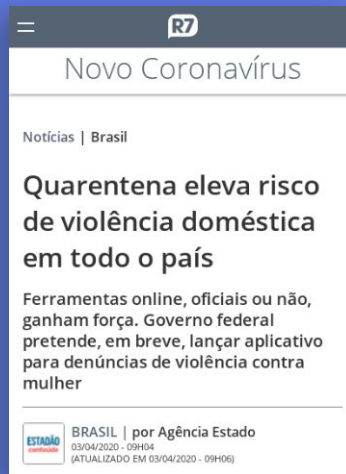 R7
Novo Coronavírus
Notícias | Brasil
Quarentena eleva risco
de violência doméstica
em todo o país
Ferramentas online, oficiais ou não,
ganham força. Governo federal
pretende, em breve, lançar aplicativo
para denúncias de violência contra
mulher
ESTADÃO
conteúdo
BRASIL | por Agência Estado
03/04/2020 - 09H04
(ATUALIZADO EM 03/04/2020 - 09H06)